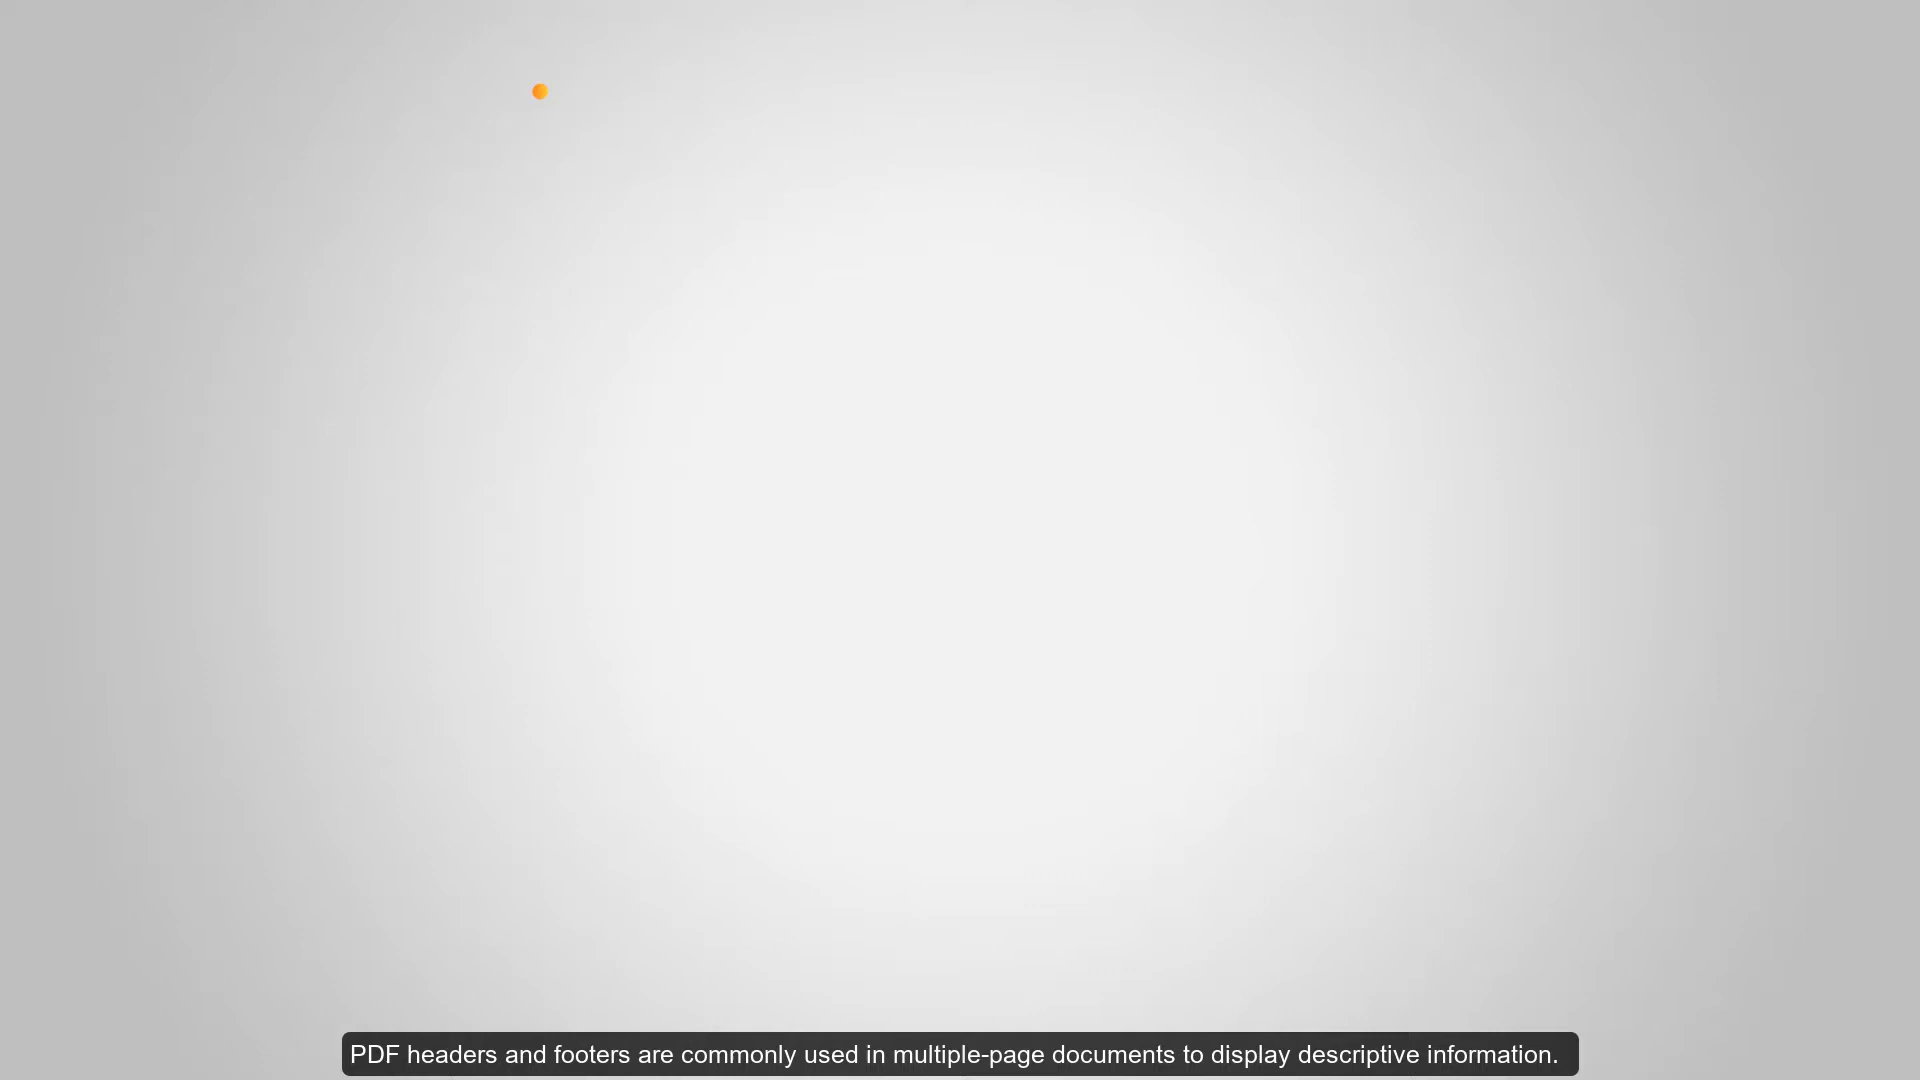 PDF headers and footers are commonly used in multiple-page documents to display descriptive information.